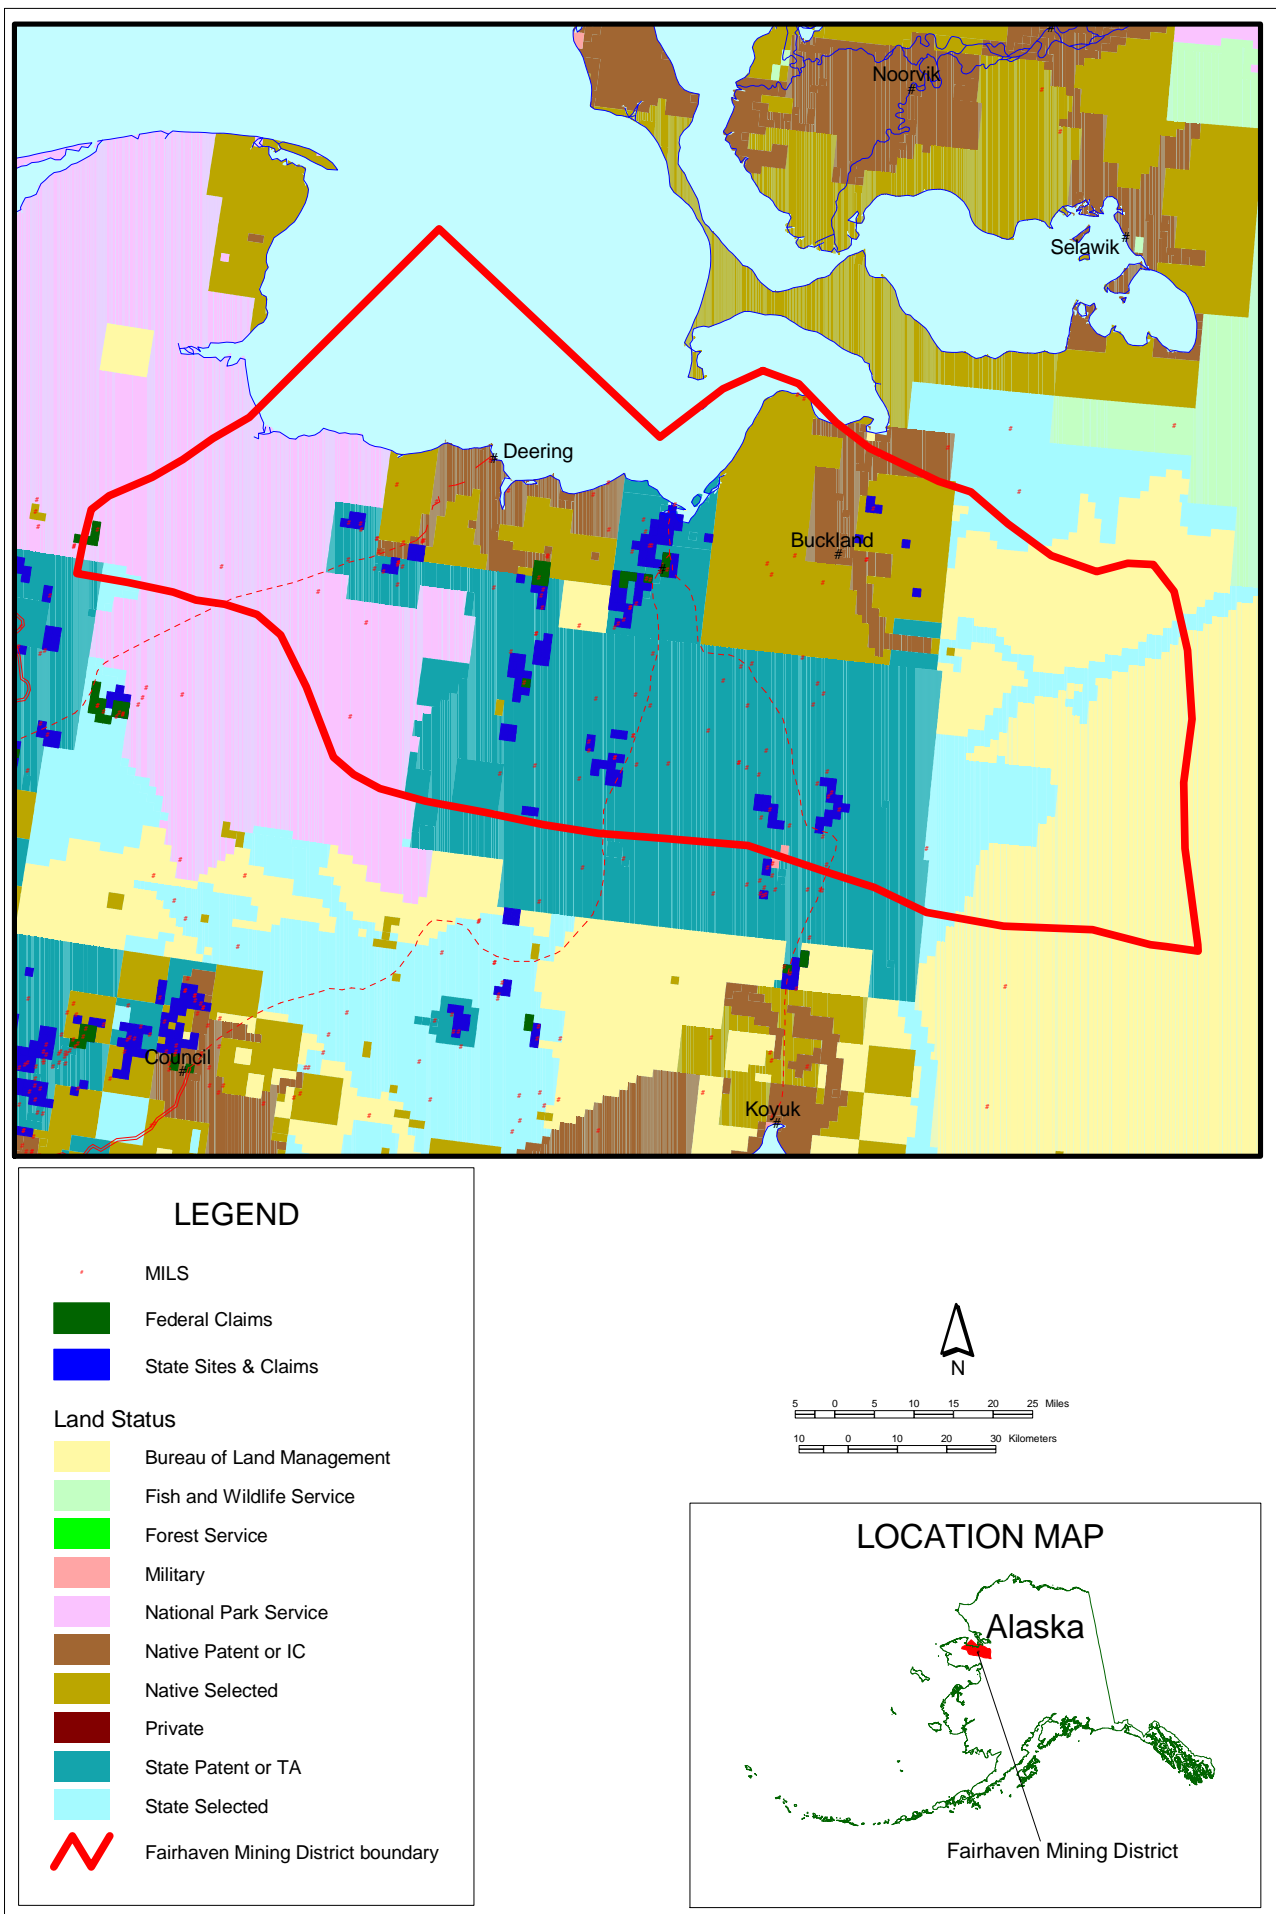 Noorvik
#
Selawik
#
Deering
#
Buckland
#
Council
#
Koyuk
#
LEGEND
MILS
Federal Claims
State Sites & Claims
Land Status
Bureau of Land Management
Fish and Wildlife Service
Forest Service
Military
National Park Service
Native Patent or IC
Native Selected
Private
State Patent or TA
State Selected
Fairhaven Mining District boundary
N
5 0 5 10 15 20 25 Miles
10 0 10 20 30 Kilometers
LOCATION MAP
Alaska
Fairhaven Mining District